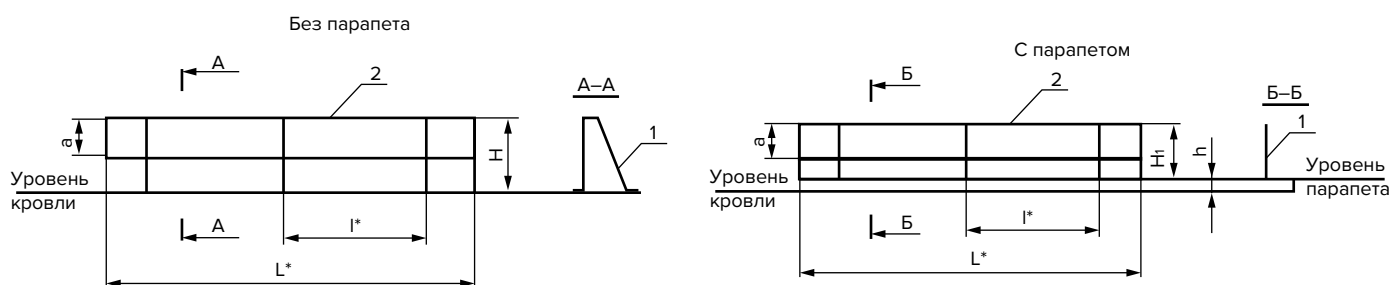 Без парапета
А
2
А–А
1
a
H
Уровень
кровли
А
l*
L*
С парапетом
Б
2
Б–Б
1
a
H1
h
Уровень
кровли
Уровень
парапета
Б
l*
L*